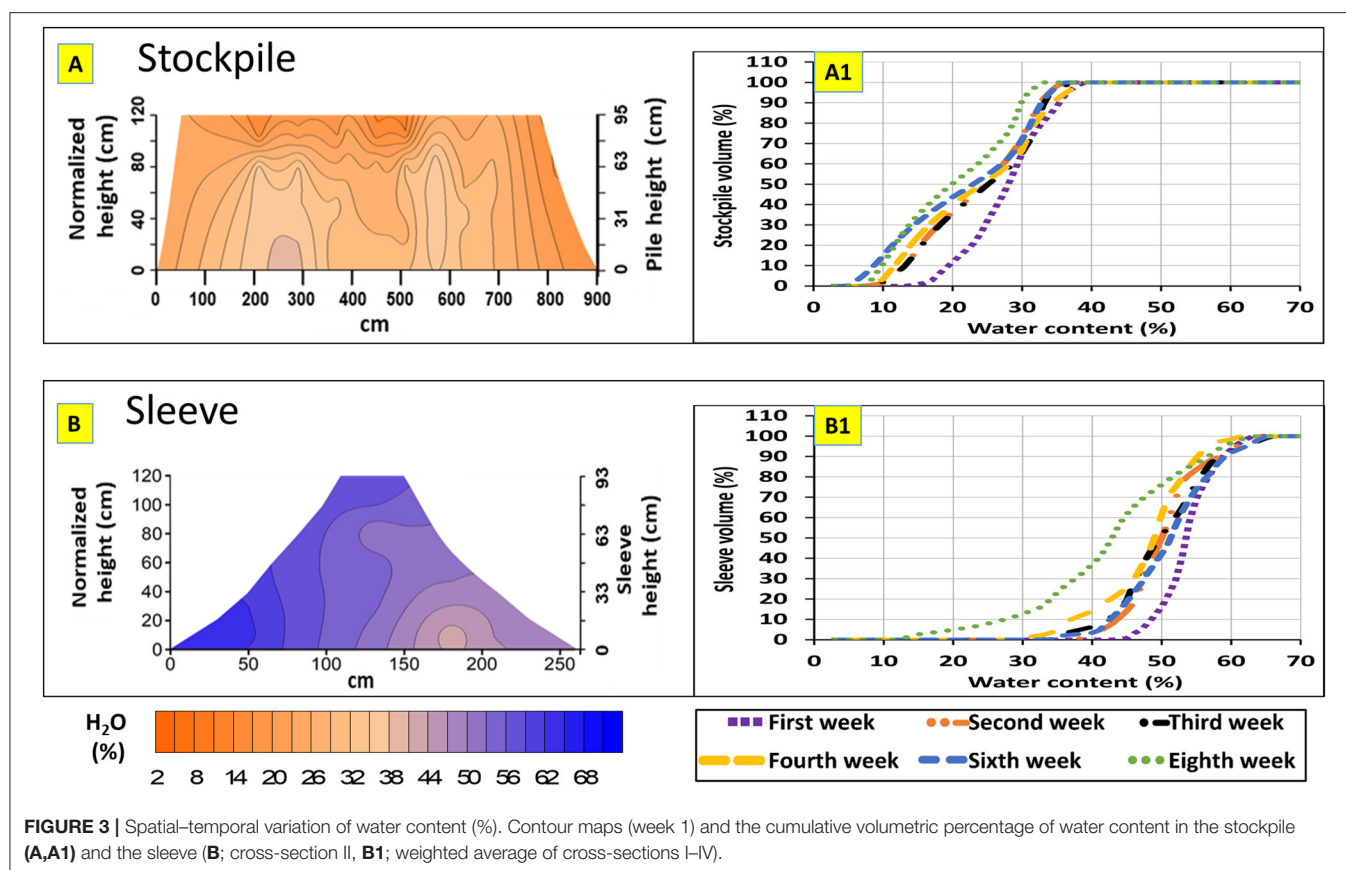 A Stockpile
Normalized
height (cm)
120
80
40
0
95
63
31
0
Pile height (cm)
0 100 200 300 400 500 600 700 800 900
cm
A1
Stockpile volume (%)
110
100
90
80
70
60
50
40
30
20
10
0
0 10 20 30 40 50 60 70
Water content (%)
B Sleeve
Normalized
height (cm)
120
100
80
60
40
20
0
93
63
33
0
Sleeve
height (cm)
0 50 100 150 200 250
cm
B1
Sleeve volume (%)
110
100
90
80
70
60
50
40
30
20
10
0
0 10 20 30 40 50 60 70
Water content (%)
H₂O
(%)
2 8 14 20 26 32 38 44 50 56 62 68
First week Second week Third week
Fourth week Sixth week Eighth week
FIGURE 3 | Spatial–temporal variation of water content (%). Contour maps (week 1) and the cumulative volumetric percentage of water content in the stockpile
(A,A1) and the sleeve (B; cross-section II, B1; weighted average of cross-sections I–IV).